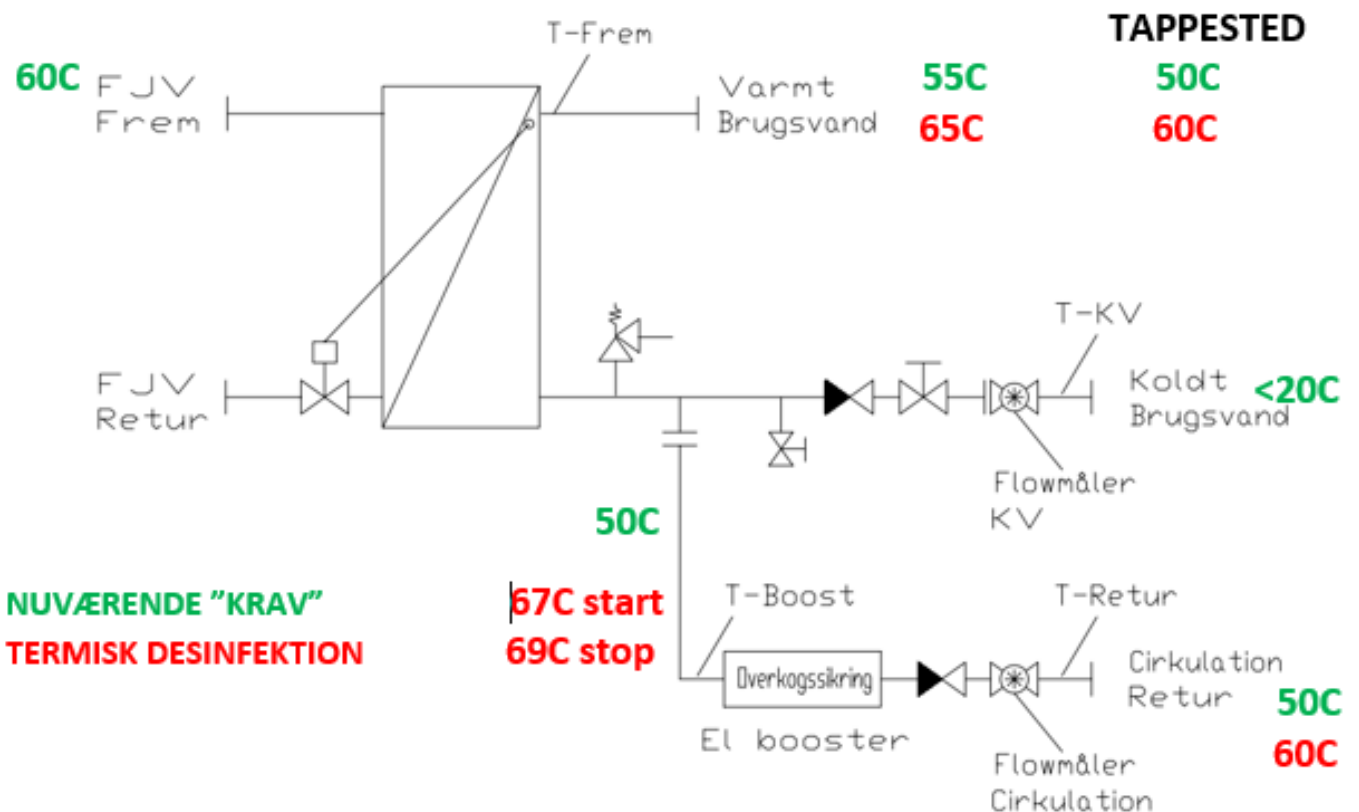 T-Frem
TAPPESTED
60C
FJV
Frem
Varmt
Brugsvand
55C
50C
65C
60C
T-KV
FJV
Retur
Koldt
Brugsvand
<20C
Flowmåler
KV
50C
NUVÆRENDE "KRAV"
67C start
T-Boost
T-Retur
TERMISK DESINFEKTION
69C stop
Overkogssikring
Cirkulation
Retur
50C
El booster
60C
Flowmåler
Cirkulation